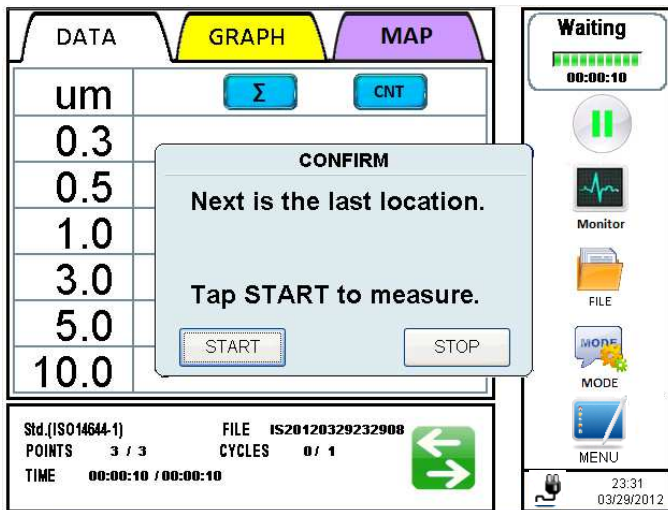 DATA GRAPH MAP
um Σ CNT
0.3
0.5
1.0
3.0
5.0
10.0
CONFIRM
Next is the last location.
Tap START to measure.
START STOP
Std.(ISO14644-1) FILE IS20120329232908
POINTS 3 / 3 CYCLES 0/ 1
TIME 00:00:10 / 00:00:10
Waiting
00:00:10
Monitor
FILE
MODE
MODE
MENU
23:31
03/29/2012